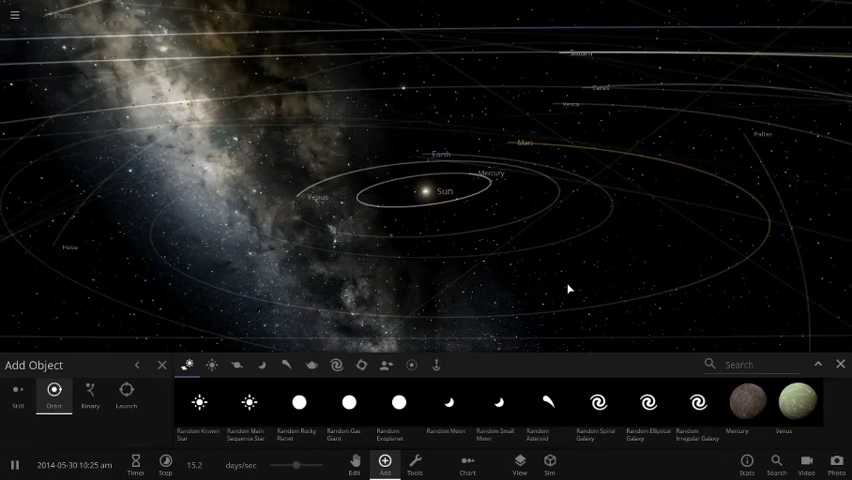 Pluto
Saturn
Ceres
Vesta
Pallas
Mars
Earth
Mercury
Sun
Venus
Hebe
Add Object
Search
Still
Orbit
Binary
Launch
Random Known Star
Random Main Sequence Star
Random Rocky Planet
Random Gas Giant
Random Exoplanet
Random Moon
Random Small Moon
Random Asteroid
Random Spiral Galaxy
Random Elliptical Galaxy
Random Irregular Galaxy
Mercury
Venus
2014-05-30 10:25 am
Timer
Step
15.2
days/sec
Edit
Add
Tools
Chart
View
Sim
Stats
Search
Video
Photo